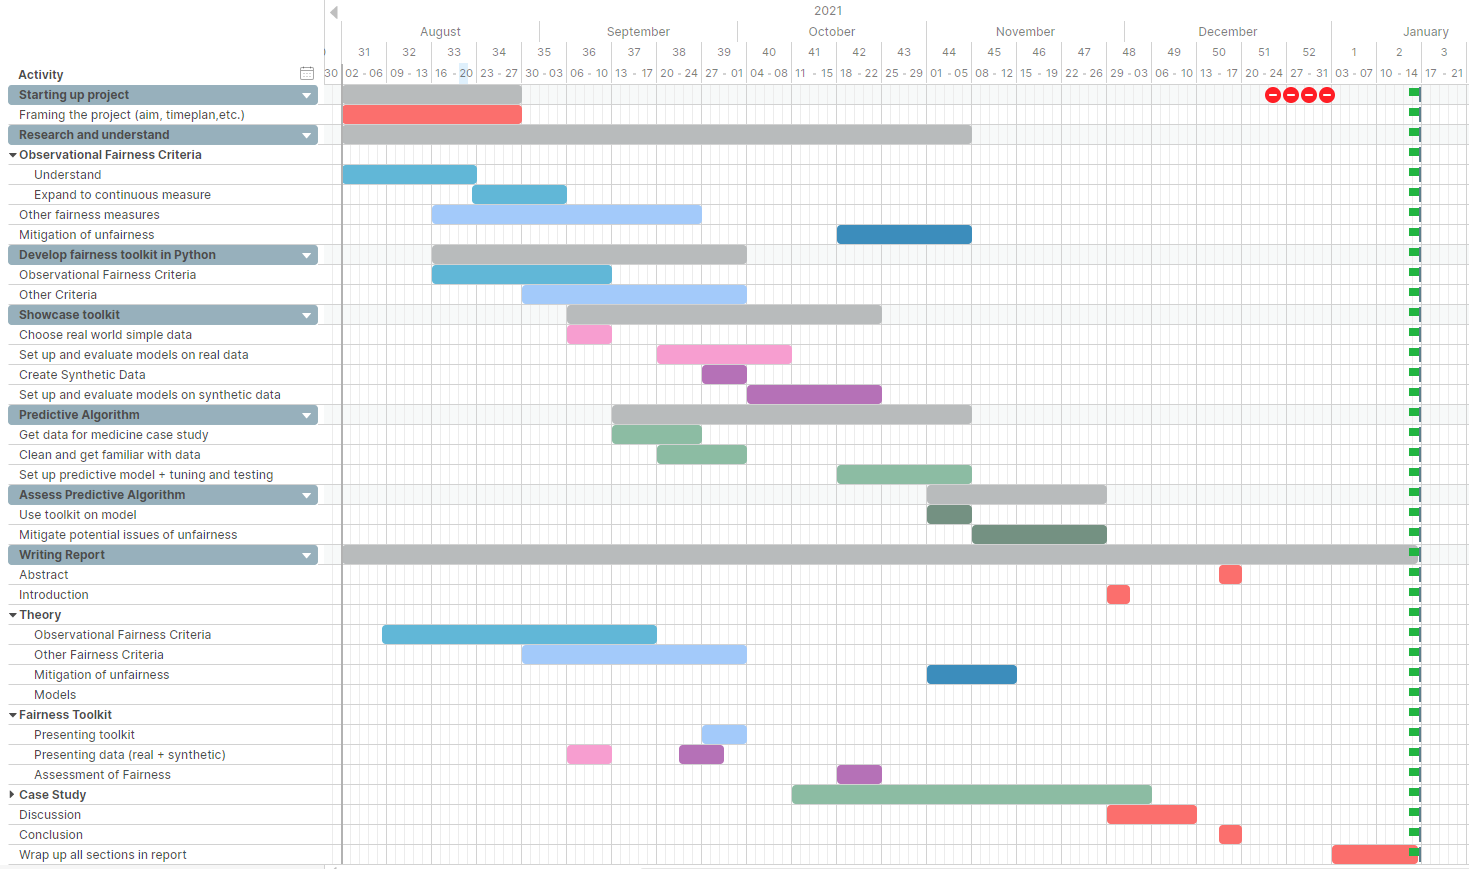 2021
August September October November December January
31 32 33 34 35 36 37 38 39 40 41 42 43 44 45 46 47 48 49 50 51 52 1 2 3
Activity 30 02 - 06 09 - 13 16 - 20 23 - 27 30 - 03 06 - 10 13 - 17 20 - 24 27 - 01 04 - 08 11 - 15 18 - 22 25 - 29 01 - 05 08 - 12 15 - 19 22 - 26 29 - 03 06 - 10 13 - 17 20 - 24 27 - 31 03 - 07 10 - 14 17 - 21
Starting up project
Framing the project (aim, timeplan,etc.)
Research and understand
Observational Fairness Criteria
Understand
Expand to continuous measure
Other fairness measures
Mitigation of unfairness
Develop fairness toolkit in Python
Observational Fairness Criteria
Other Criteria
Showcase toolkit
Choose real world simple data
Set up and evaluate models on real data
Create Synthetic Data
Set up and evaluate models on synthetic data
Predictive Algorithm
Get data for medicine case study
Clean and get familiar with data
Set up predictive model + tuning and testing
Assess Predictive Algorithm
Use toolkit on model
Mitigate potential issues of unfairness
Writing Report
Abstract
Introduction
Theory
Observational Fairness Criteria
Other Fairness Criteria
Mitigation of unfairness
Models
Fairness Toolkit
Presenting toolkit
Presenting data (real + synthetic)
Assessment of Fairness
Case Study
Discussion
Conclusion
Wrap up all sections in report